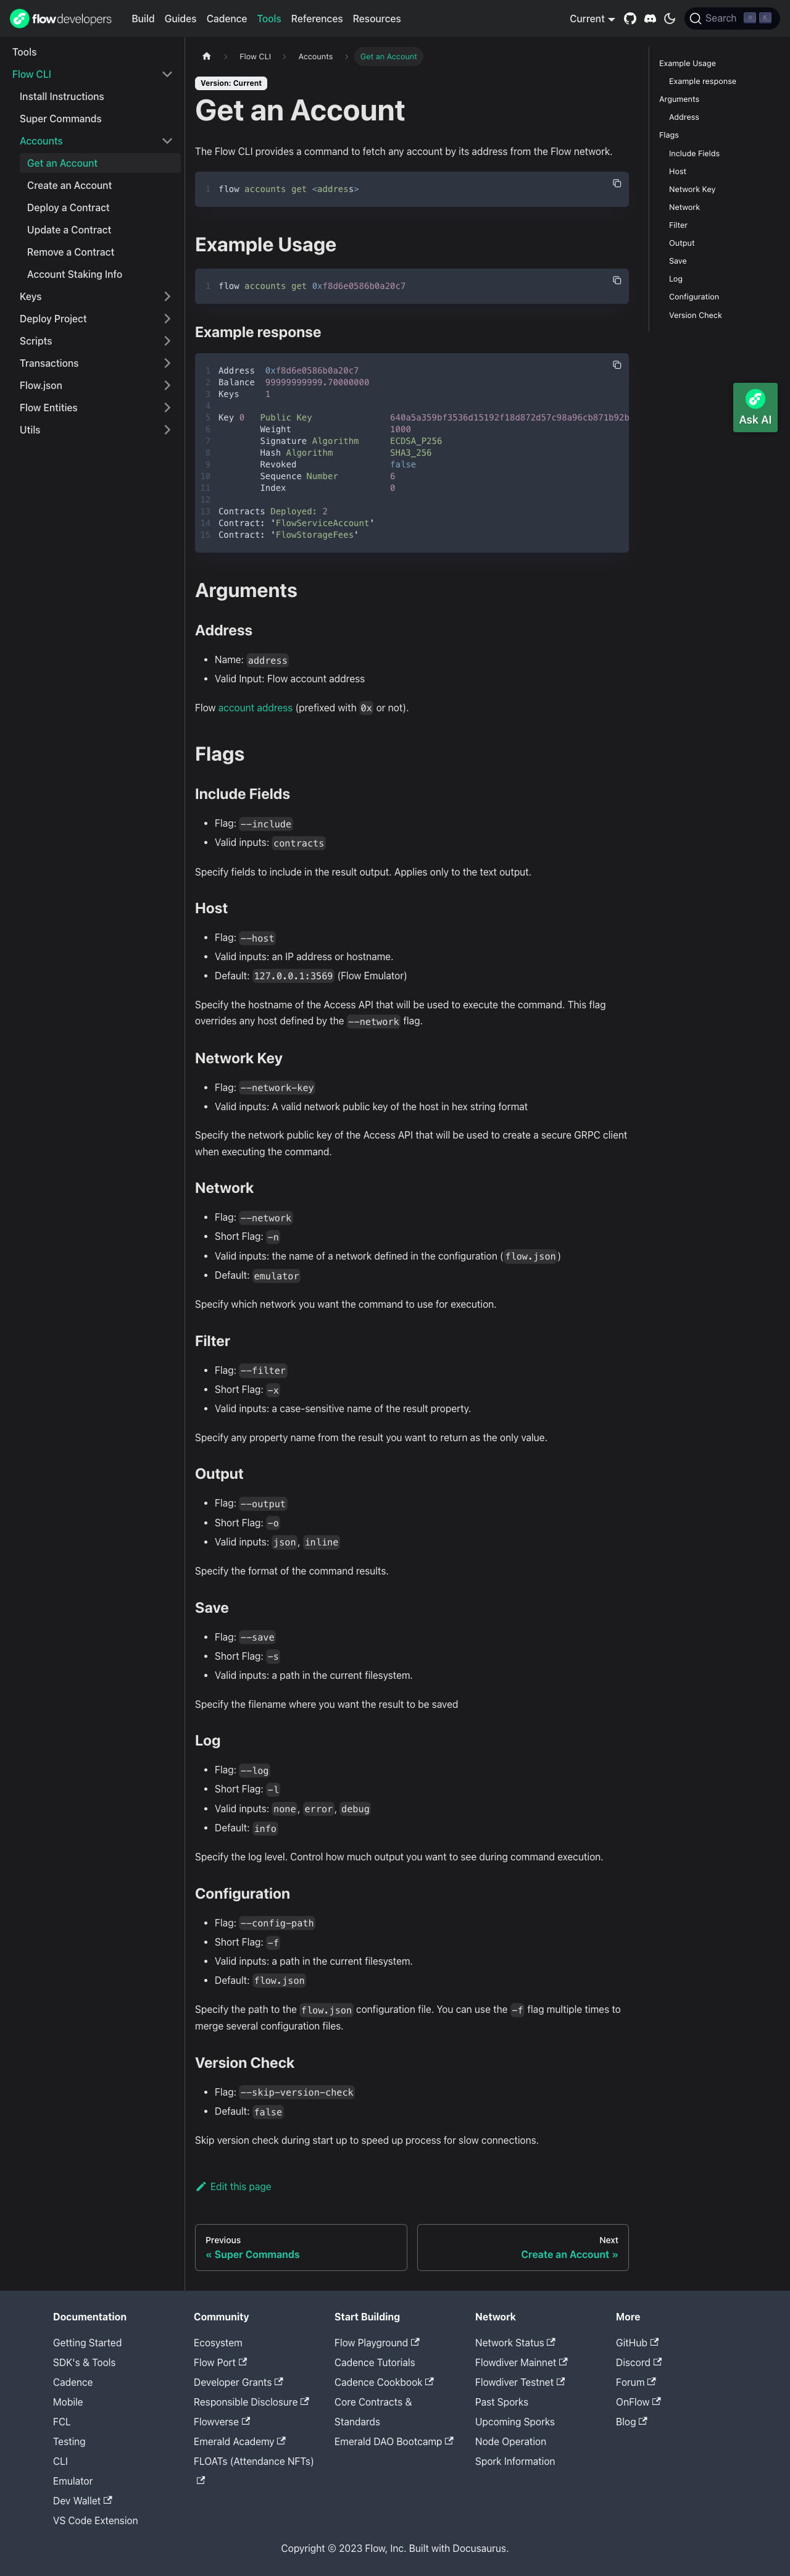 flowdevelopers
Build Guides Cadence Tools References Resources
Current
Search
Tools
Flow CLI
Install Instructions
Super Commands
Accounts
Get an Account
Create an Account
Deploy a Contract
Update a Contract
Remove a Contract
Account Staking Info
Keys
Deploy Project
Scripts
Transactions
Flow.json
Flow Entities
Utils
Flow CLI Accounts Get an Account
Version: Current
Get an Account
The Flow CLI provides a command to fetch any account by its address from the Flow network.
1 flow accounts get <address>
Example Usage
1 flow accounts get 0xf8d6e0586b0a20c7
Example response
1 Address 0xf8d6e0586b0a20c7
2 Balance 99999999999.70000000
3 Keys 1
4
5 Key 0 Public Key 640a5a359bf3536d15192f18d872d57c98a96cb871b92b
6 Weight 1000
7 Signature Algorithm ECDSA_P256
8 Hash Algorithm SHA3_256
9 Revoked false
10 Sequence Number 6
11 Index 0
12
13 Contracts Deployed: 2
14 Contract: 'FlowServiceAccount'
15 Contract: 'FlowStorageFees'
Arguments
Address
Name: address
Valid Input: Flow account address
Flow account address (prefixed with 0x or not).
Flags
Include Fields
Flag: --include
Valid inputs: contracts
Specify fields to include in the result output. Applies only to the text output.
Host
Flag: --host
Valid inputs: an IP address or hostname.
Default: 127.0.0.1:3569 (Flow Emulator)
Specify the hostname of the Access API that will be used to execute the command. This flag
overrides any host defined by the --network flag.
Network Key
Flag: --network-key
Valid inputs: A valid network public key of the host in hex string format
Specify the network public key of the Access API that will be used to create a secure GRPC client
when executing the command.
Network
Flag: --network
Short Flag: -n
Valid inputs: the name of a network defined in the configuration (flow.json)
Default: emulator
Specify which network you want the command to use for execution.
Filter
Flag: --filter
Short Flag: -x
Valid inputs: a case-sensitive name of the result property.
Specify any property name from the result you want to return as the only value.
Output
Flag: --output
Short Flag: -o
Valid inputs: json, inline
Specify the format of the command results.
Save
Flag: --save
Short Flag: -s
Valid inputs: a path in the current filesystem.
Specify the filename where you want the result to be saved
Log
Flag: --log
Short Flag: -l
Valid inputs: none, error, debug
Default: info
Specify the log level. Control how much output you want to see during command execution.
Configuration
Flag: --config-path
Short Flag: -f
Valid inputs: a path in the current filesystem.
Default: flow.json
Specify the path to the flow.json configuration file. You can use the -f flag multiple times to
merge several configuration files.
Version Check
Flag: --skip-version-check
Default: false
Skip version check during start up to speed up process for slow connections.
Edit this page
Previous
« Super Commands
Next
Create an Account »
Example Usage
Example response
Arguments
Address
Flags
Include Fields
Host
Network Key
Network
Filter
Output
Save
Log
Configuration
Version Check
Ask AI
Documentation
Getting Started
SDK's & Tools
Cadence
Mobile
FCL
Testing
CLI
Emulator
Dev Wallet
VS Code Extension
Community
Ecosystem
Flow Port
Developer Grants
Responsible Disclosure
Flowverse
Emerald Academy
FLOATs (Attendance NFTs)
Start Building
Flow Playground
Cadence Tutorials
Cadence Cookbook
Core Contracts &
Standards
Emerald DAO Bootcamp
Network
Network Status
Flowdiver Mainnet
Flowdiver Testnet
Past Sporks
Upcoming Sporks
Node Operation
Spork Information
More
GitHub
Discord
Forum
OnFlow
Blog
Copyright © 2023 Flow, Inc. Built with Docusaurus.